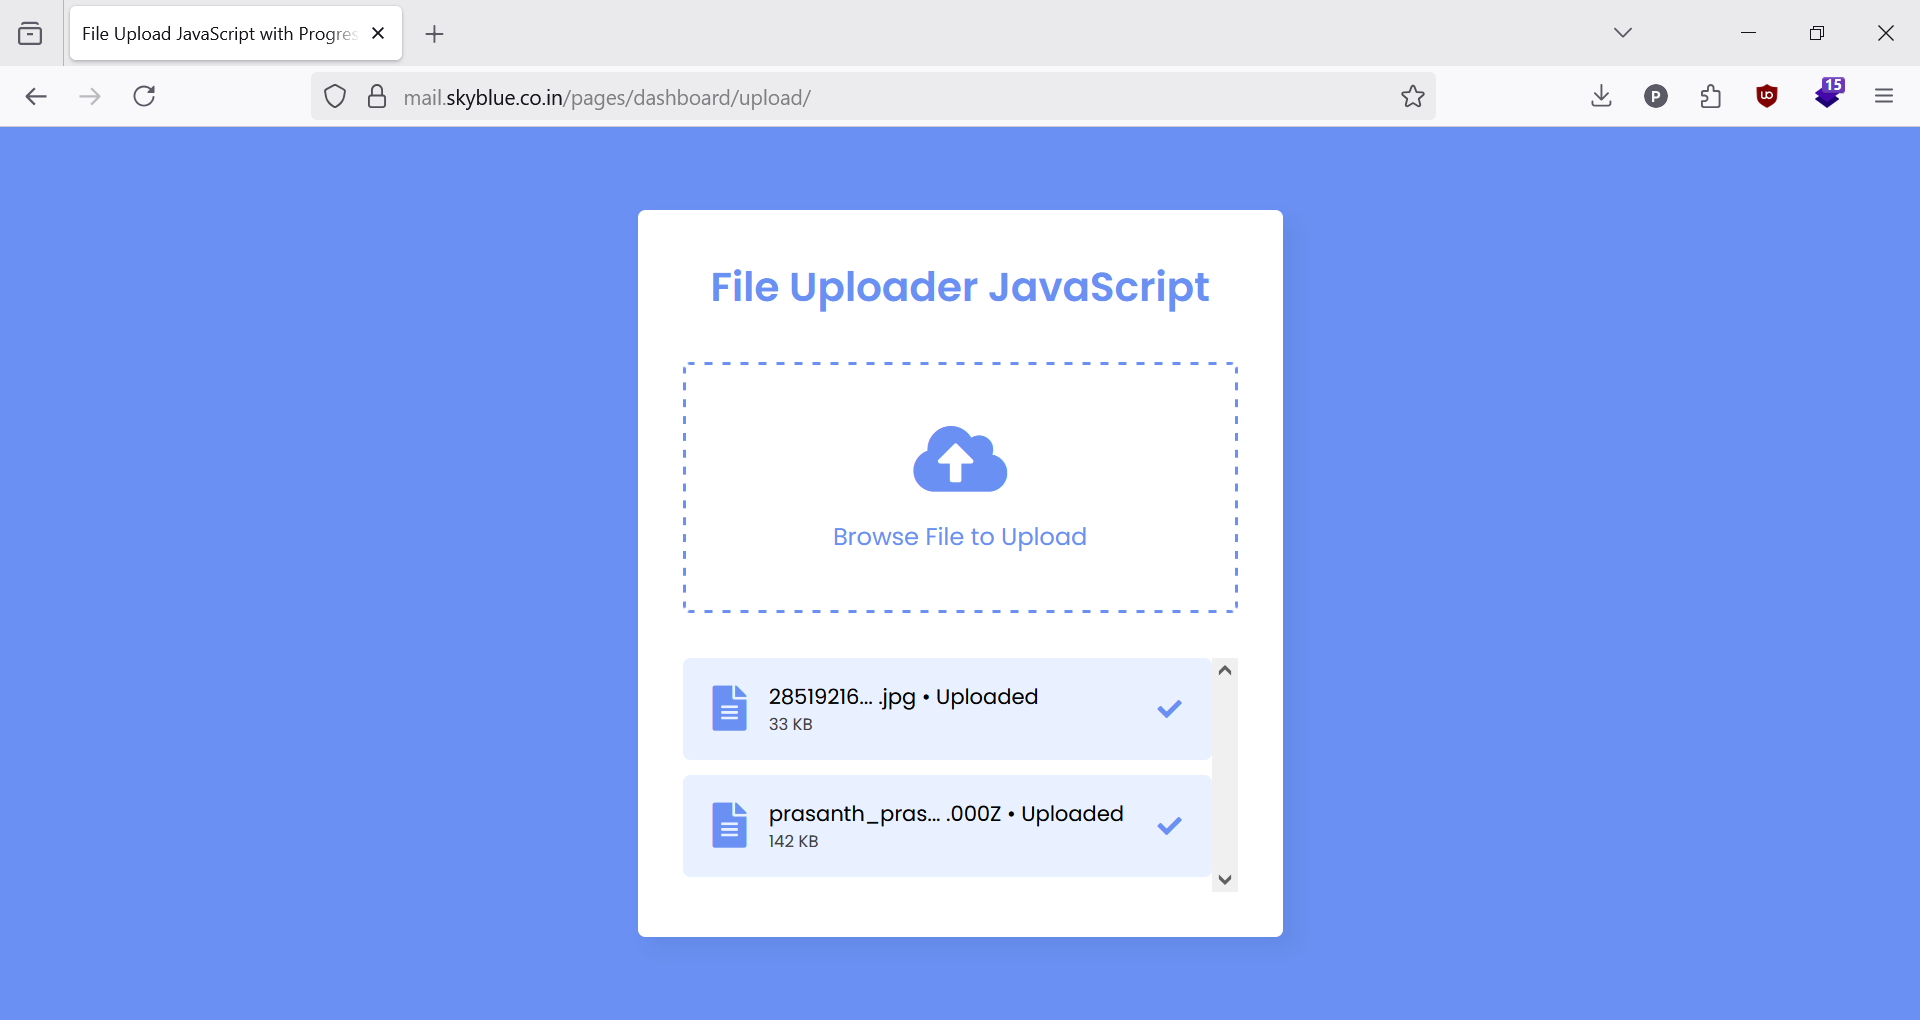 File Upload JavaScript with Progres
mail.skyblue.co.in/pages/dashboard/upload/
P
15
File Uploader JavaScript
Browse File to Upload
28519216... .jpg • Uploaded
33 KB
prasanth_pras... .000Z • Uploaded
142 KB